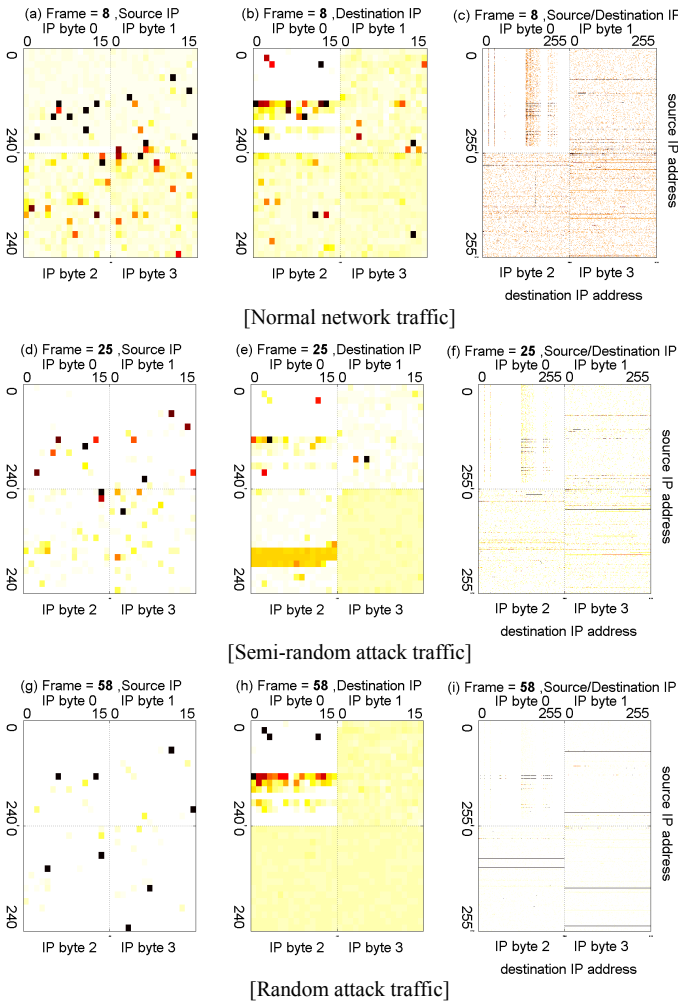 (a) Frame = 8 ,Source IP
IP byte 0 IP byte 1
0 15 0 15
0
240
0
240
IP byte 2 IP byte 3
(b) Frame = 8 ,Destination IP
IP byte 0 IP byte 1
0 15 0 15
0
240
0
240
IP byte 2 IP byte 3
(c) Frame = 8 ,Source/Destination IP
IP byte 0 IP byte 1
0 255 0 255
0
255
0
255
source IP address
IP byte 2 IP byte 3
destination IP address
[Normal network traffic]
(d) Frame = 25 ,Source IP
IP byte 0 IP byte 1
0 15 0 15
0
240
0
240
IP byte 2 IP byte 3
(e) Frame = 25 ,Destination IP
IP byte 0 IP byte 1
0 15 0 15
0
240
0
240
IP byte 2 IP byte 3
(f) Frame = 25 ,Source/Destination IP
IP byte 0 IP byte 1
0 255 0 255
0
255
0
255
source IP address
IP byte 2 IP byte 3
destination IP address
[Semi-random attack traffic]
(g) Frame = 58 ,Source IP
IP byte 0 IP byte 1
0 15 0 15
0
240
0
240
IP byte 2 IP byte 3
(h) Frame = 58 ,Destination IP
IP byte 0 IP byte 1
0 15 0 15
0
240
0
240
IP byte 2 IP byte 3
(i) Frame = 58 ,Source/Destination IP
IP byte 0 IP byte 1
0 255 0 255
0
255
0
255
source IP address
IP byte 2 IP byte 3
destination IP address
[Random attack traffic]